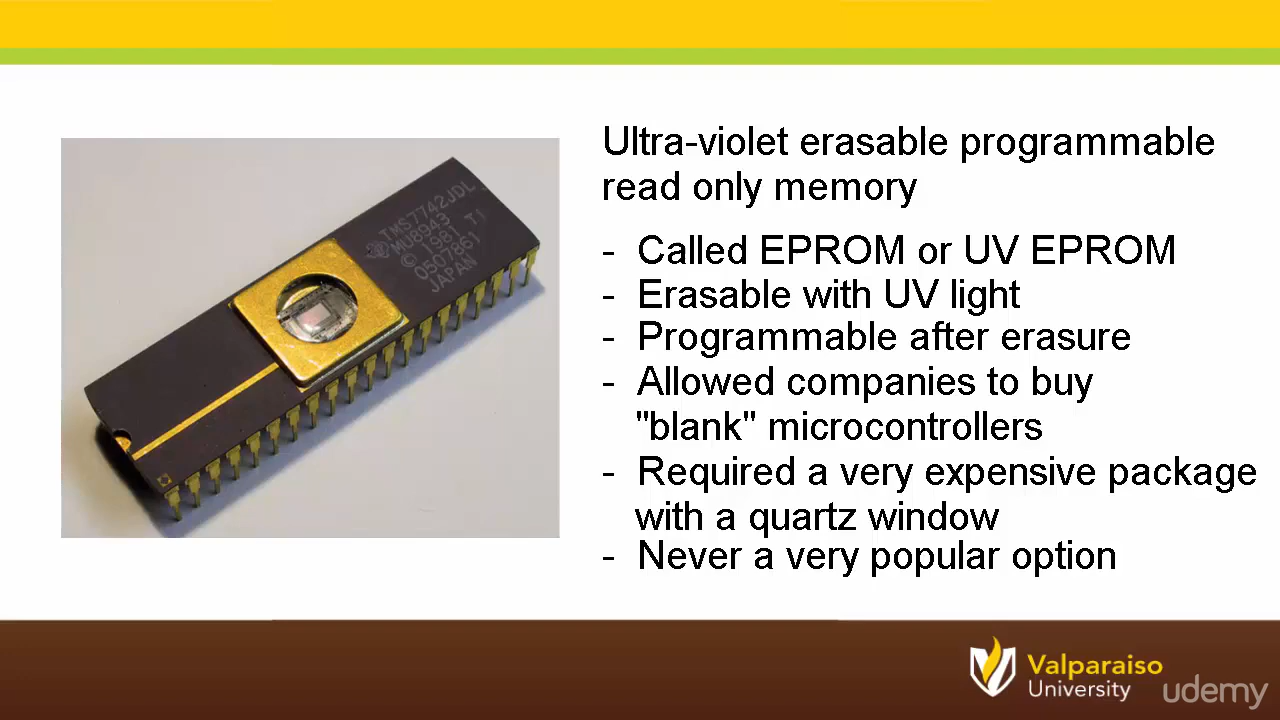 TMS7742JDL
MU8943
© 1981 TI
0507861
JAPAN
Ultra-violet erasable programmable
read only memory
- Called EPROM or UV EPROM
- Erasable with UV light
- Programmable after erasure
- Allowed companies to buy
"blank" microcontrollers
- Required a very expensive package
with a quartz window
- Never a very popular option
Valparaiso
University
udemy